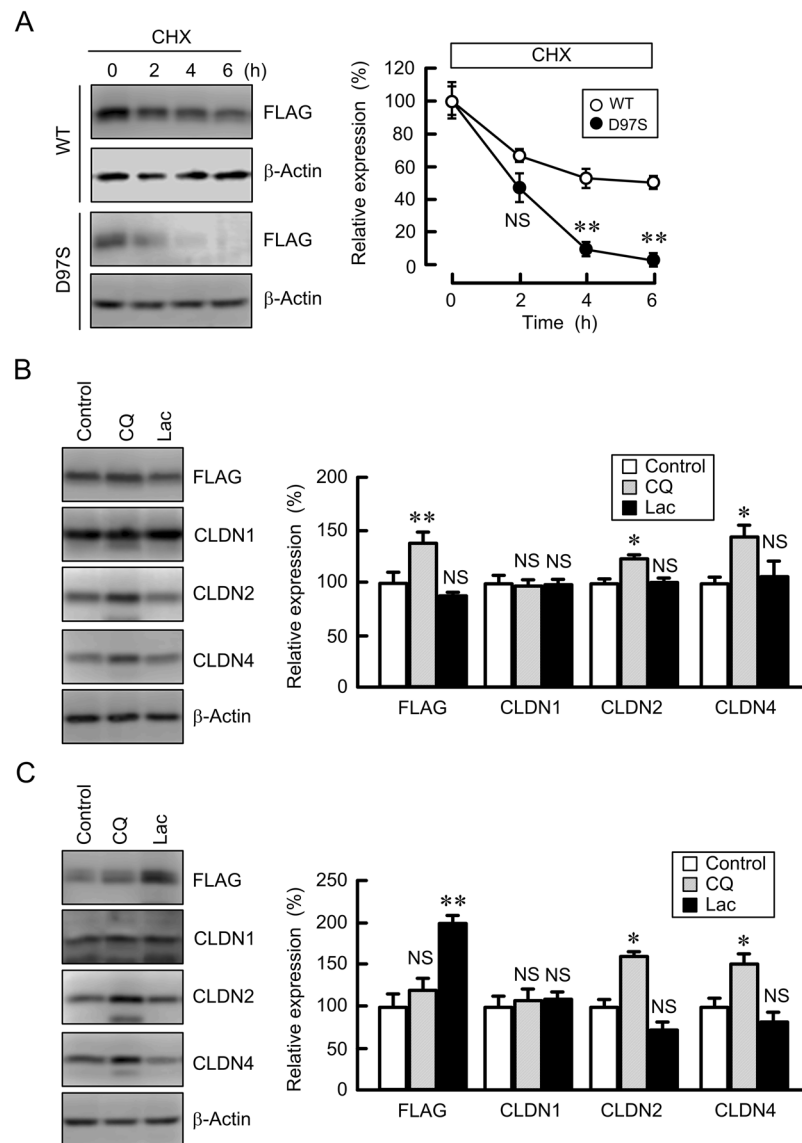 A
CHX
0 2 4 6 (h)
WT
FLAG
β-Actin
D97S
FLAG
β-Actin
CHX
Relative expression (%)
120
100
80
60
40
20
0
WT
D97S
NS
**
**
0 2 4 6
Time (h)
B
Control CQ Lac
FLAG
CLDN1
CLDN2
CLDN4
β-Actin
Relative expression (%)
200
150
100
50
0
Control
CQ
Lac
** NS
NS NS
* NS
* NS
FLAG CLDN1 CLDN2 CLDN4
C
Control CQ Lac
FLAG
CLDN1
CLDN2
CLDN4
β-Actin
Relative expression (%)
250
200
150
100
50
0
Control
CQ
Lac
NS **
NS NS
* NS
* NS
FLAG CLDN1 CLDN2 CLDN4